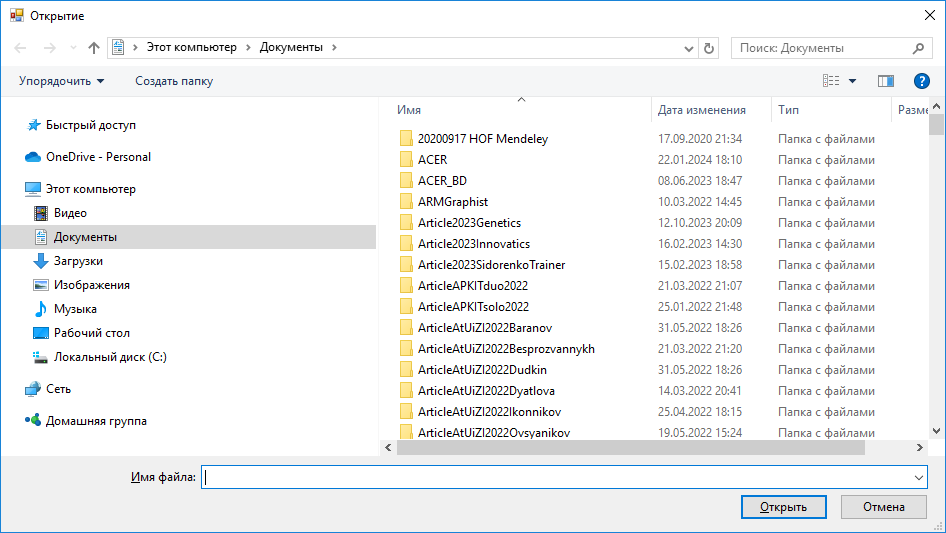 Открытие
Этот компьютер Документы
Поиск: Документы
Упорядочить Создать папку
Имя Дата изменения Тип Разме
Быстрый доступ
OneDrive - Personal
Этот компьютер
Видео
Документы
Загрузки
Изображения
Музыка
Рабочий стол
Локальный диск (C:)
Сеть
Домашняя группа
20200917 HOF Mendeley 17.09.2020 21:34 Папка с файлами
ACER 22.01.2024 18:10 Папка с файлами
ACER_BD 08.06.2023 18:47 Папка с файлами
ARMGraphist 10.03.2022 14:45 Папка с файлами
Article2023Genetics 12.10.2023 20:09 Папка с файлами
Article2023Innovatics 16.02.2023 14:30 Папка с файлами
Article2023SidorenkoTrainer 15.02.2023 18:58 Папка с файлами
ArticleAPKITduo2022 21.03.2022 21:07 Папка с файлами
ArticleAPKITsolo2022 25.01.2022 21:48 Папка с файлами
ArticleAtUiZI2022Baranov 31.05.2022 18:26 Папка с файлами
ArticleAtUiZI2022Besprozvannykh 21.03.2022 21:20 Папка с файлами
ArticleAtUiZI2022Dudkin 31.05.2022 18:26 Папка с файлами
ArticleAtUiZI2022Dyatlova 14.03.2022 20:41 Папка с файлами
ArticleAtUiZI2022Ikonnikov 25.04.2022 18:15 Папка с файлами
ArticleAtUiZI2022Ovsyanikov 19.05.2022 15:24 Папка с файлами
Имя файла:
Открыть Отмена